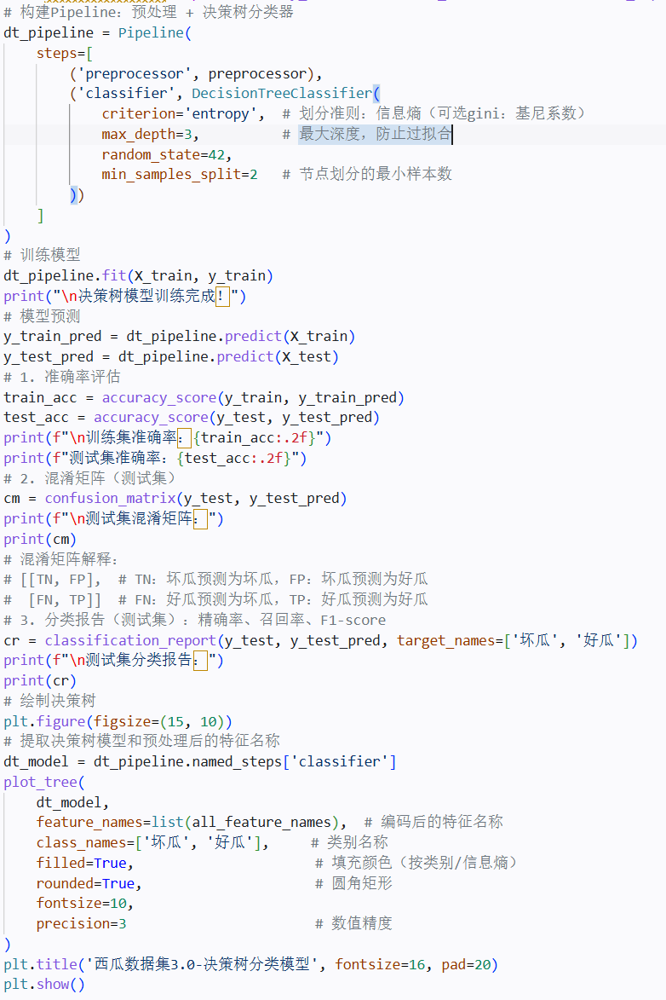 # 构建Pipeline：预处理 + 决策树分类器
dt_pipeline = Pipeline(
    steps=[
        ('preprocessor', preprocessor),
        ('classifier', DecisionTreeClassifier(
            criterion='entropy',  # 划分准则：信息熵（可选gini：基尼系数）
            max_depth=3,          # 最大深度，防止过拟合
            random_state=42,
            min_samples_split=2   # 节点划分的最小样本数
        ))
    ]
)
# 训练模型
dt_pipeline.fit(X_train, y_train)
print("\n决策树模型训练完成！")
# 模型预测
y_train_pred = dt_pipeline.predict(X_train)
y_test_pred = dt_pipeline.predict(X_test)
# 1. 准确率评估
train_acc = accuracy_score(y_train, y_train_pred)
test_acc = accuracy_score(y_test, y_test_pred)
print(f"\n训练集准确率：{train_acc:.2f}")
print(f"测试集准确率：{test_acc:.2f}")
# 2. 混淆矩阵（测试集）
cm = confusion_matrix(y_test, y_test_pred)
print(f"\n测试集混淆矩阵：")
print(cm)
# 混淆矩阵解释：
# [[TN, FP],  # TN：坏瓜预测为坏瓜，FP：坏瓜预测为好瓜
#  [FN, TP]]  # FN：好瓜预测为坏瓜，TP：好瓜预测为好瓜
# 3. 分类报告（测试集）：精确率、召回率、F1-score
cr = classification_report(y_test, y_test_pred, target_names=['坏瓜', '好瓜'])
print(f"\n测试集分类报告：")
print(cr)
# 绘制决策树
plt.figure(figsize=(15, 10))
# 提取决策树模型和预处理后的特征名称
dt_model = dt_pipeline.named_steps['classifier']
plot_tree(
    dt_model,
    feature_names=list(all_feature_names),  # 编码后的特征名称
    class_names=['坏瓜', '好瓜'],     # 类别名称
    filled=True,                     # 填充颜色（按类别/信息熵）
    rounded=True,                    # 圆角矩形
    fontsize=10,
    precision=3                      # 数值精度
)
plt.title('西瓜数据集3.0-决策树分类模型', fontsize=16, pad=20)
plt.show()